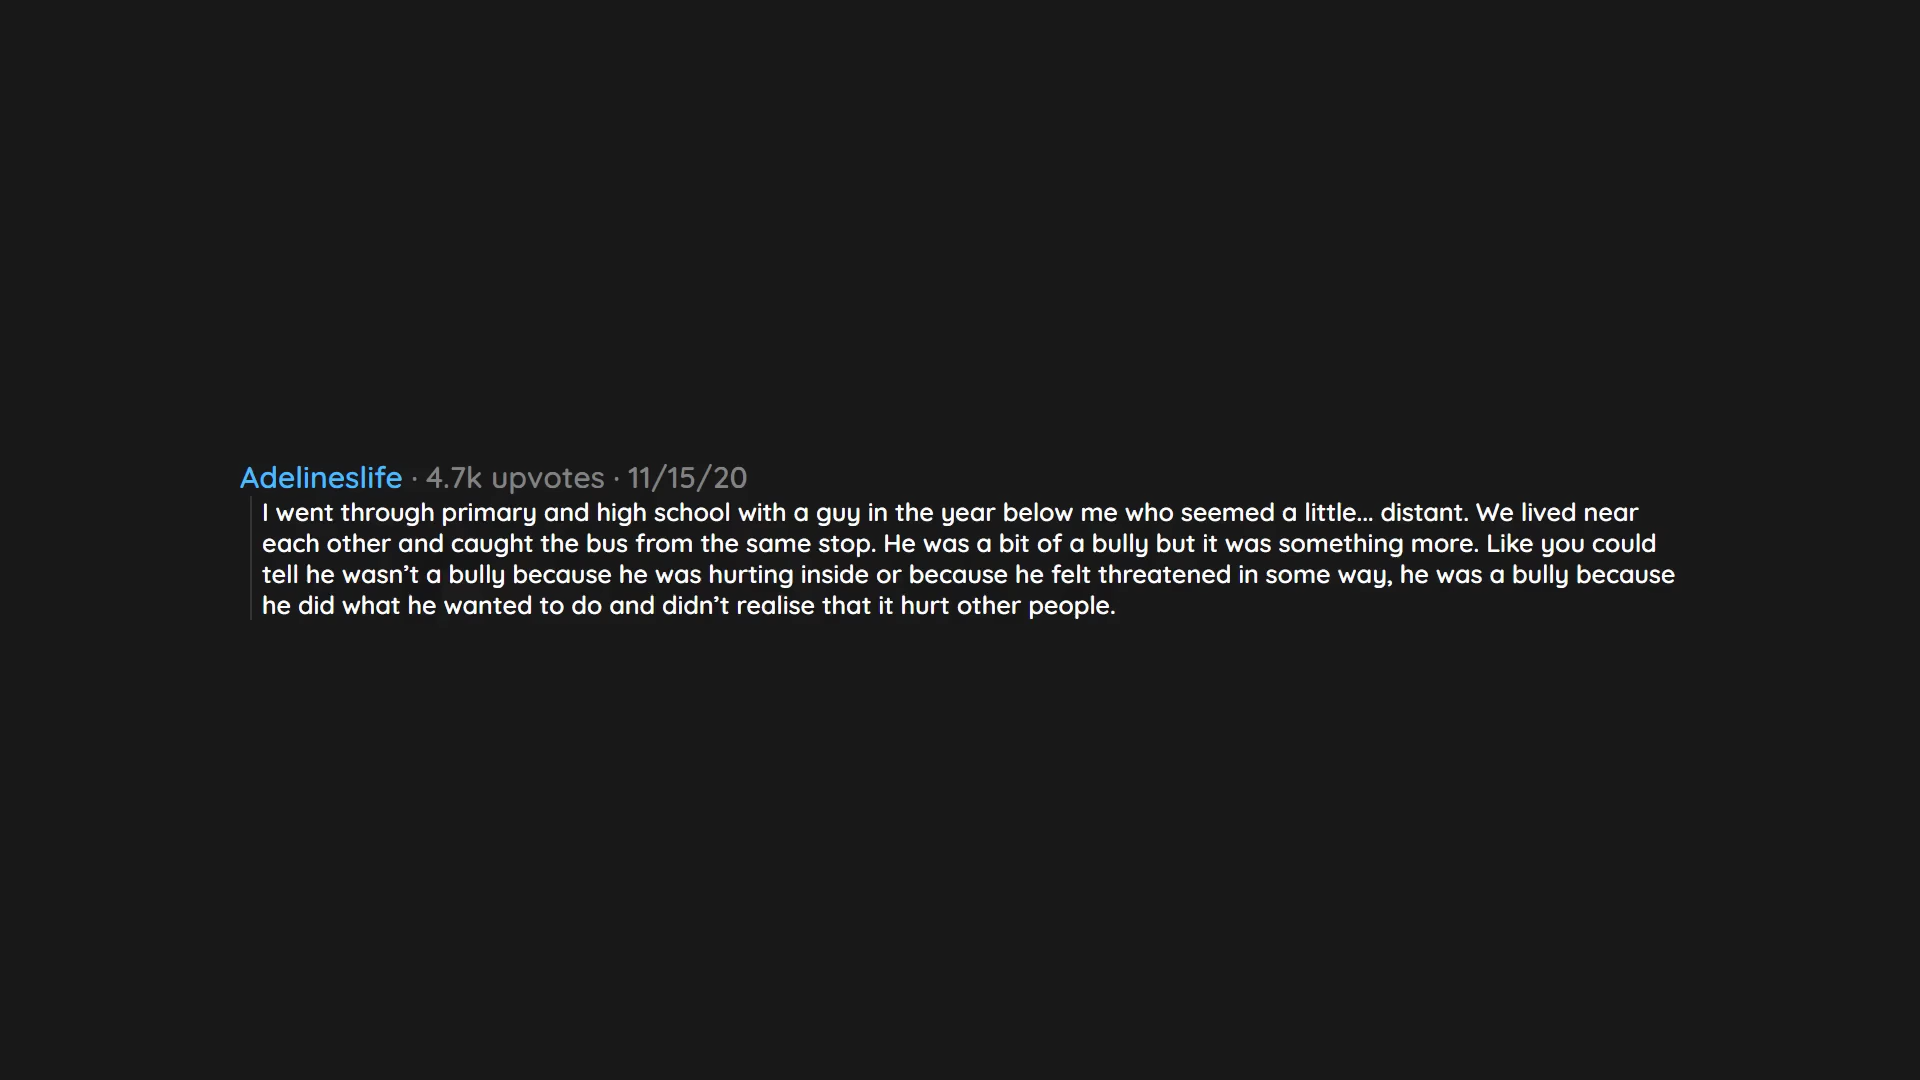 Adelineslife · 4.7k upvotes · 11/15/20
I went through primary and high school with a guy in the year below me who seemed a little... distant. We lived near
each other and caught the bus from the same stop. He was a bit of a bully but it was something more. Like you could
tell he wasn’t a bully because he was hurting inside or because he felt threatened in some way, he was a bully because
he did what he wanted to do and didn’t realise that it hurt other people.